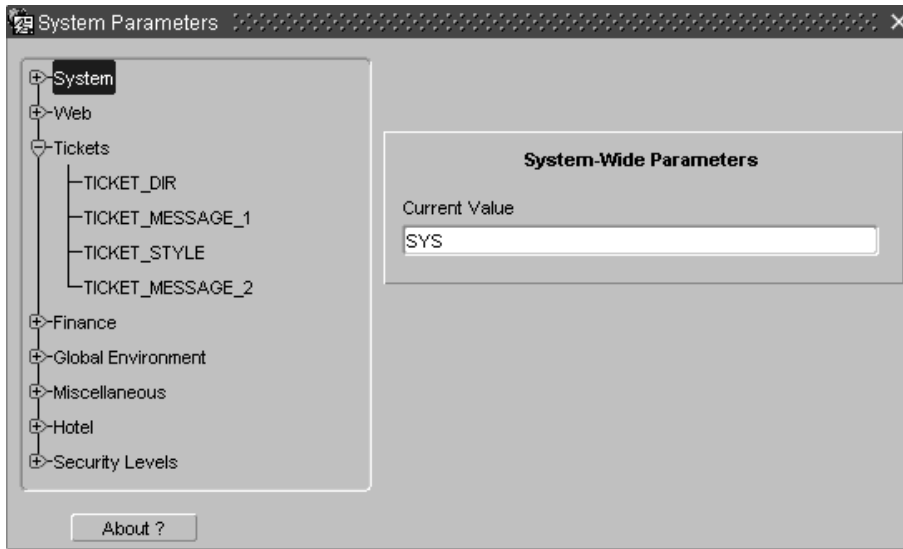 System Parameters
System
Web
Tickets
TICKET_DIR
TICKET_MESSAGE_1
TICKET_STYLE
TICKET_MESSAGE_2
Finance
Global Environment
Miscellaneous
Hotel
Security Levels
System-Wide Parameters
Current Value
SYS
About ?